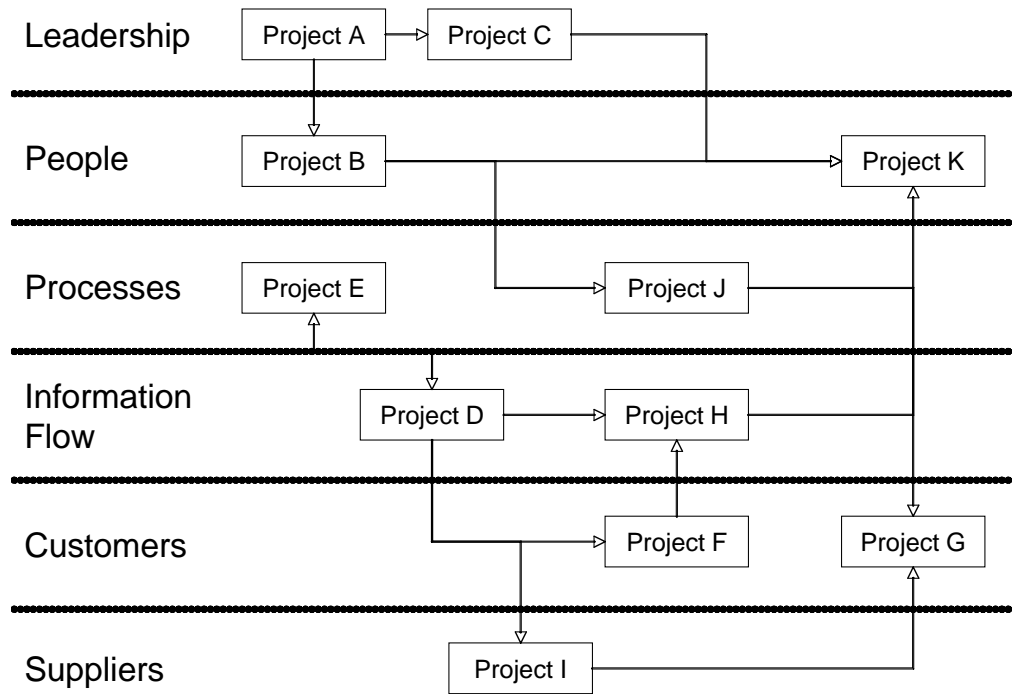 Leadership
Project A
Project C
People
Project B
Project K
Processes
Project E
Project J
Information
Flow
Project D
Project H
Customers
Project F
Project G
Suppliers
Project I